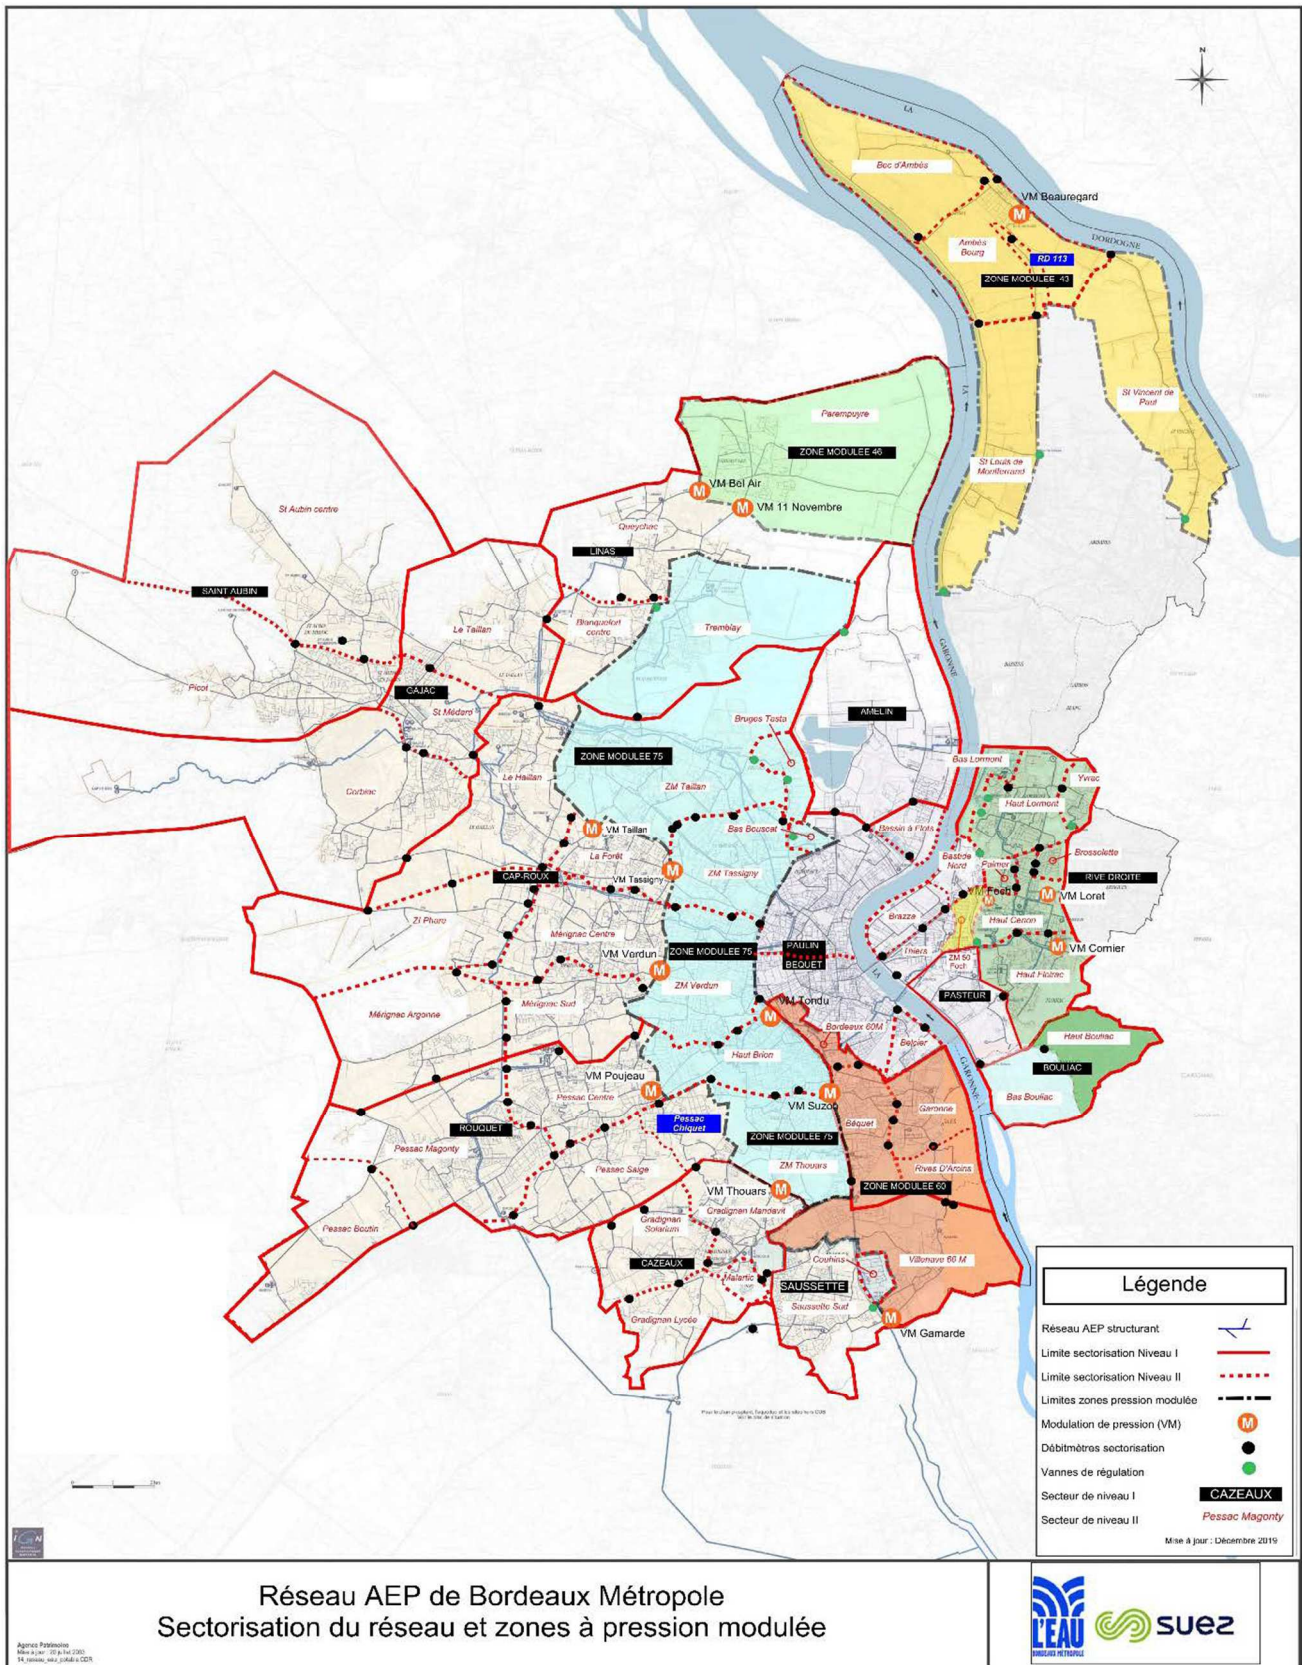 N
LA
Bec d'Ambès
VM Beauregard
M
DORDOGNE
Ambès
Bourg
RD 113
ZONE MODULEE 43
LA
St Vincent de
Paul
Parempuyre
ZONE MODULEE 46
St Louis de
Montferrand
M
VM Bel Air
M
VM 11 Novembre
St Aubin centre
Queychac
LINAS
SAINT AUBIN
Blanquefort
centre
Tremblay
Le Taillan
GARONNE
Picot
GAJAC
St Médard
AMELIN
Bruges Tasta
ZONE MODULEE 75
Bas Lormont
Le Haillan
ZM Taillan
Yvrac
Haut Lormont
Corbiac
M
VM Taillan
Bas Bouscat
Bassin à Flots
La Forêt
Bastide
Nord
Palmer
Brossolette
CAP-ROUX
VM Tassigny
M
ZM Tassigny
RIVE DROITE
VM Foch
M
M
VM Loret
Zi Phare
Brazza
Haut Cenon
Mérignac Centre
ZONE MODULEE 75
PAULIN
BEQUET
Thiers
M
VM Cornier
VM Verdun
M
LA
ZM 50
Foch
Haut Floirac
ZM Verdun
PASTEUR
Mérignac Argonne
Mérignac Sud
VM Tondu
M
Bordeaux 60M
Belcier
Haut Brion
Haut Bouliac
GARONNE
BOULIAC
VM Poujeau
M
Pessac Centre
VM Suzon
M
Bas Bouliac
Garonne
Pessac
Chiquet
Béquet
ROUQUET
ZONE MODULEE 75
Pessac Magonty
Pessac Saige
ZM Thouars
Rives D'Arcins
ZONE MODULEE 60
VM Thouars
M
Gradignan Mandavit
Pessac Boutin
Gradignan
Solarium
Couhins
Villenave 60 M
CAZEAUX
Malartic
SAUSSETTE
Saussette Sud
Gradignan Lycée
M
VM Gamarde
Légende
Réseau AEP structurant
Limite sectorisation Niveau I
Limite sectorisation Niveau II
Limites zones pression modulée
Modulation de pression (VM)
M
Débitmètres sectorisation
Vannes de régulation
Secteur de niveau I
CAZEAUX
Secteur de niveau II
Pessac Magonty
Mise à jour : Décembre 2019
IGN
Réseau AEP de Bordeaux Métropole
Sectorisation du réseau et zones à pression modulée
Agence Patrimoine
L'EAU
BORDEAUX MÉTROPOLE
suez